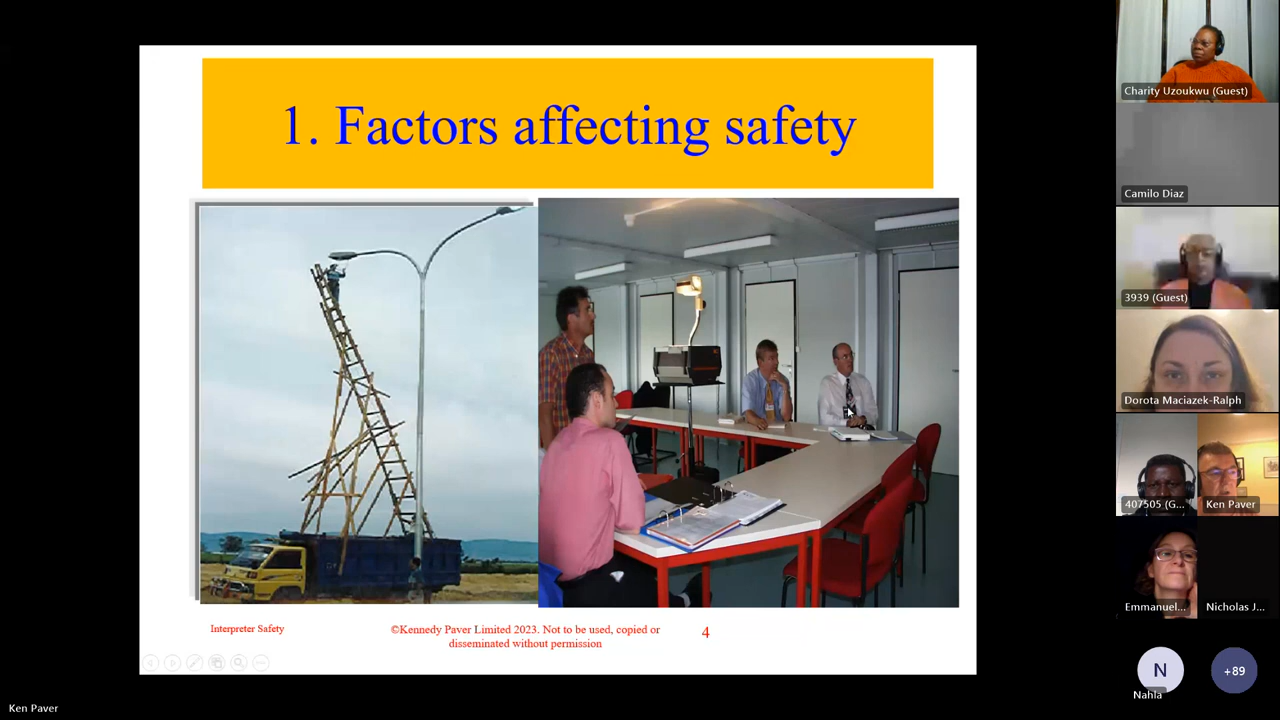 1. Factors affecting safety
Interpreter Safety
©Kennedy Paver Limited 2023. Not to be used, copied or
disseminated without permission
4
Charity Uzoukwu (Guest)
Camilo Diaz
3939 (Guest)
Dorota Maciazek-Ralph
407505 (G...
Ken Paver
Emmanuel...
Nicholas J...
N
Nahla
+89
Ken Paver